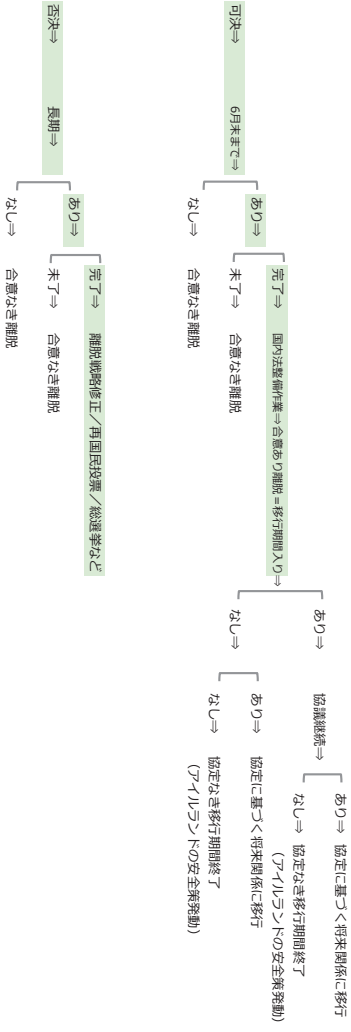 あり⇒ 協定に基づく将来関係に移行
あり⇒ 協議継続⇒
なし⇒ 協定なき移行期間終了
完了⇒ 国内法整備作業⇒合意あり離脱=移行期間入り⇒ (アイルランドの安全策発動)
あり⇒ あり⇒ 協定に基づく将来関係に移行
可決⇒ 6月末まで⇒ 未了⇒ 合意なき離脱 なし⇒
なし⇒ 協定なき移行期間終了
なし⇒ 合意なき離脱 (アイルランドの安全策発動)
完了⇒ 離脱戦略修正／再国民投票／総選挙など
あり⇒
否決⇒ 長期⇒ 未了⇒ 合意なき離脱
なし⇒ 合意なき離脱